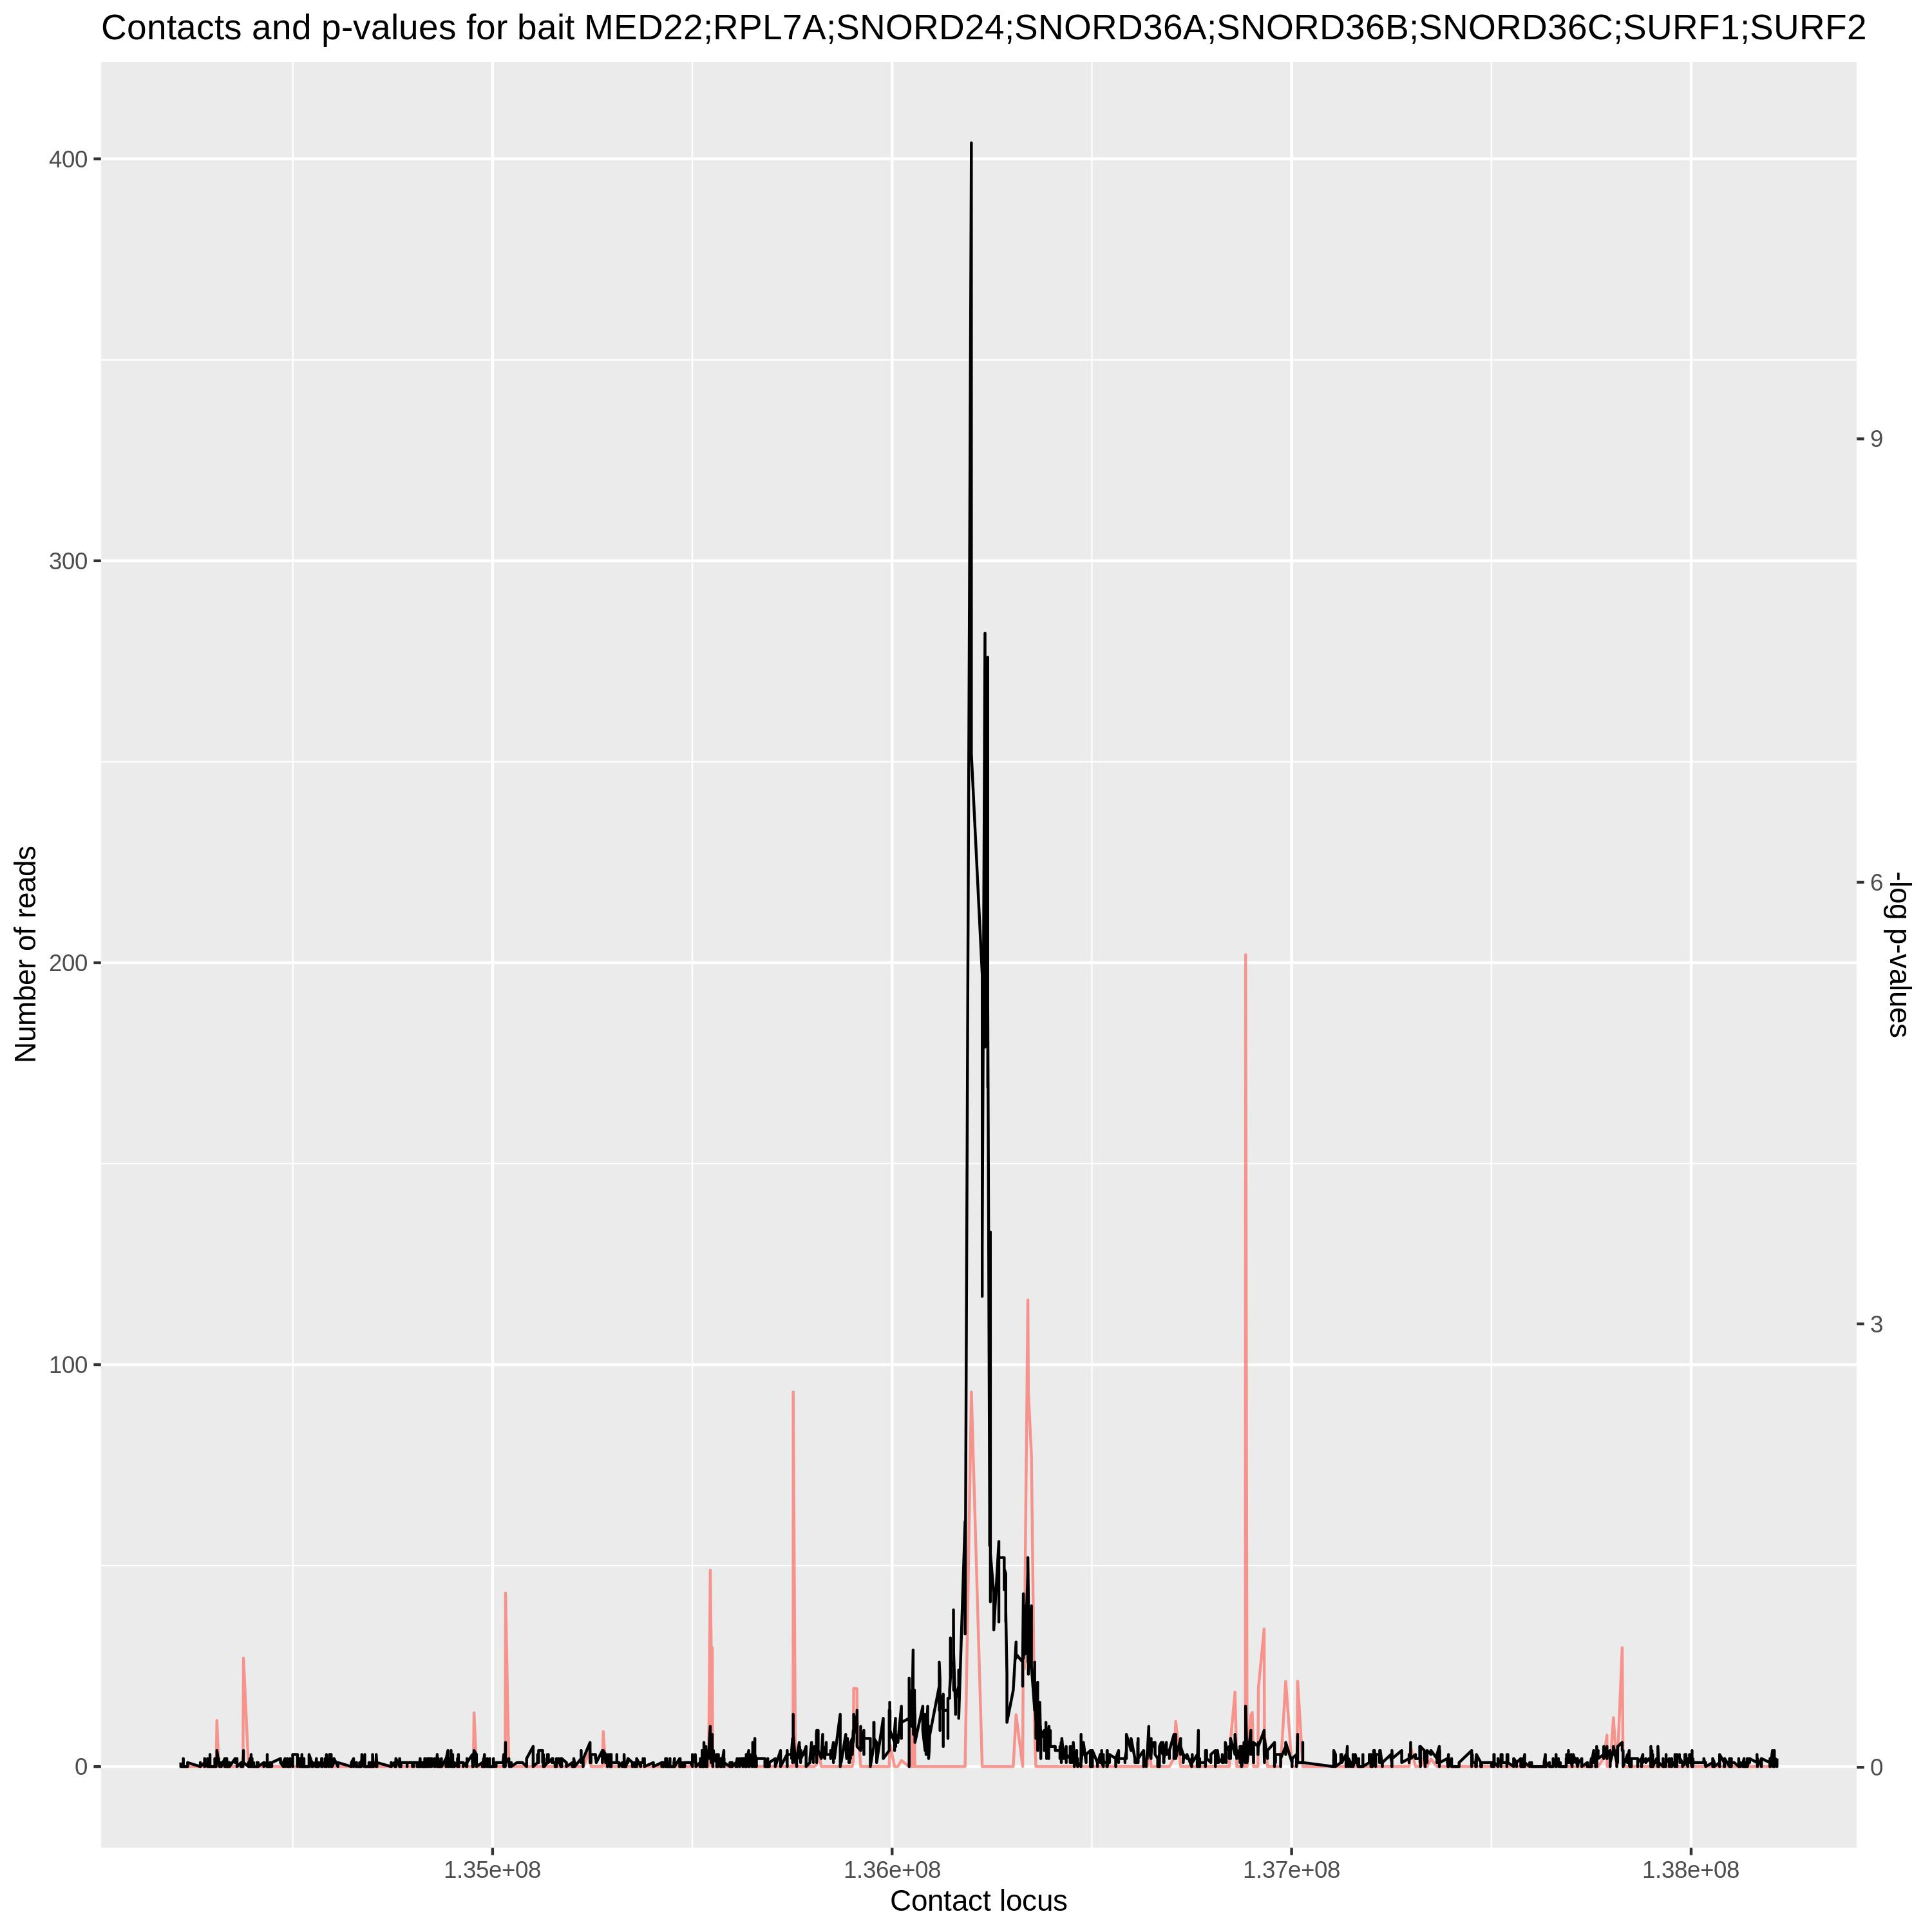 Contacts and p-values for bait MED22;RPL7A;SNORD24;SNORD36A;SNORD36B;SNORD36C;SURF1;SURF2
400
300
200
100
0
Number of reads
9
6
3
0
-log p-values
1.35e+08
1.36e+08
1.37e+08
1.38e+08
Contact locus